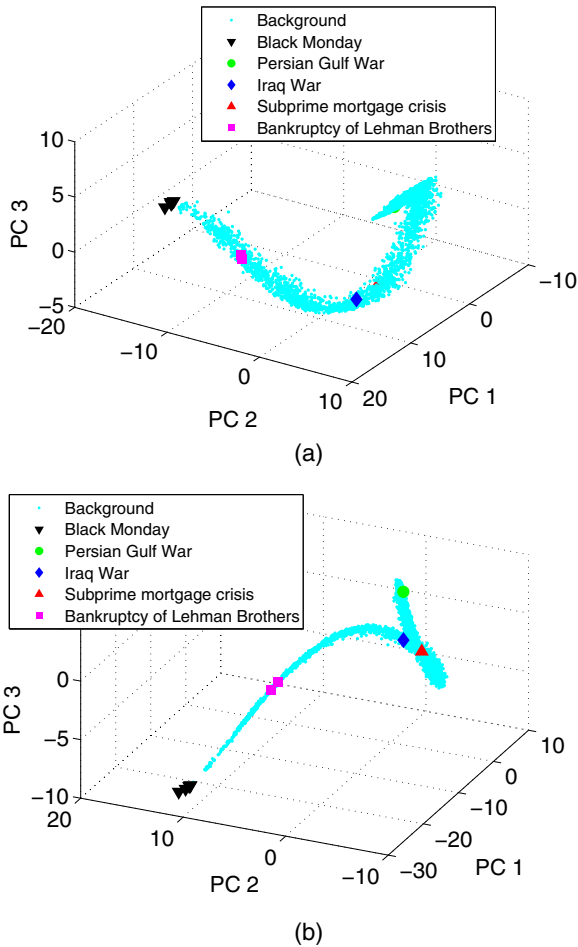 Background
Black Monday
Persian Gulf War
Iraq War
Subprime mortgage crisis
Bankruptcy of Lehman Brothers
10
5
0
−5
PC 3
−20
−10
0
10
PC 2
20
10
0
−10
PC 1
(a)
Background
Black Monday
Persian Gulf War
Iraq War
Subprime mortgage crisis
Bankruptcy of Lehman Brothers
0
−5
−10
PC 3
20
10
0
−10
PC 2
−30
−20
−10
0
10
PC 1
(b)